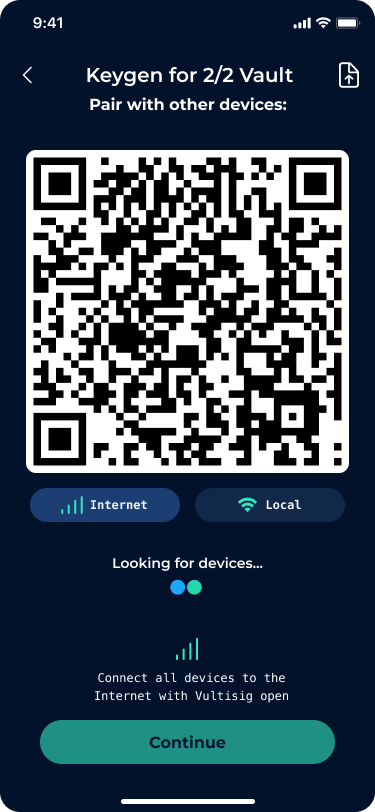 9:41
Keygen for 2/2 Vault
Pair with other devices:
Internet
Local
Looking for devices...
Connect all devices to the
Internet with Vultisig open
Continue